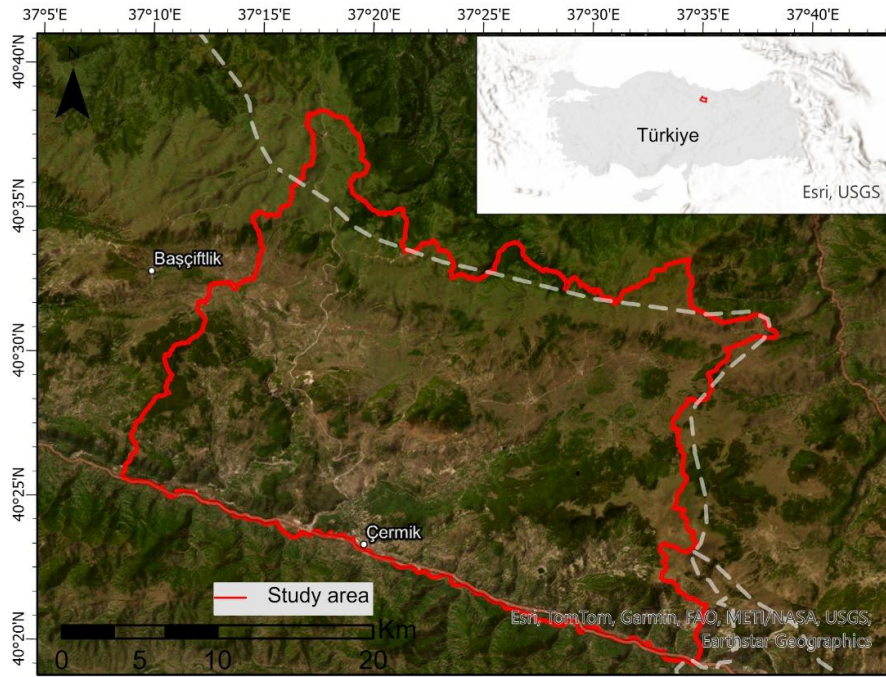 37°5'E 37°10'E 37°15'E 37°20'E 37°25'E 37°30'E 37°35'E 37°40'E
40°40'N
N
Türkiye
Esri, USGS
40°35'N
Başçiftlik
40°30'N
40°25'N
Çermik
Study area
Esri, TomTom, Garmin, FAO, METI/NASA, USGS,
Earthstar Geographics
40°20'N
Km
0 5 10 20